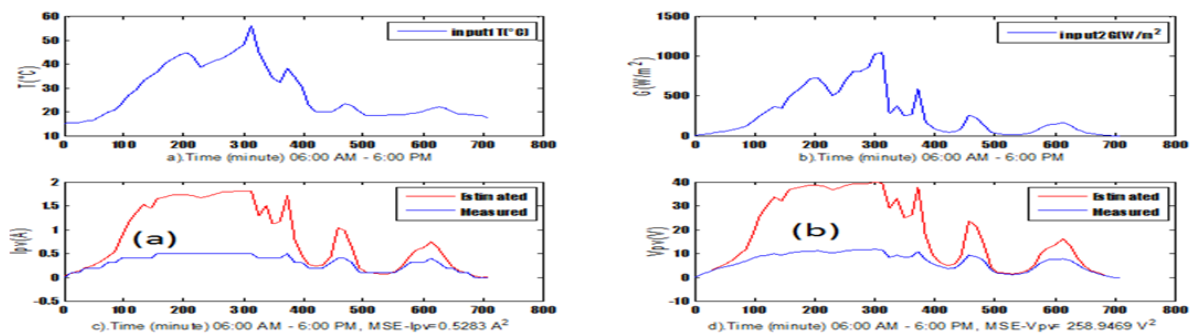 60
50
40
30
20
10
T(°C)
input1 T(°C)
0 100 200 300 400 500 600 700 800
a).Time (minute) 06:00 AM - 6:00 PM
1500
1000
500
0
G(W/m²)
input2 G(W/m²
0 100 200 300 400 500 600 700 800
b).Time (minute) 06:00 AM - 6:00 PM
2
1.5
1
0.5
0
-0.5
Ipv(A)
Estimated
Measured
(a)
0 100 200 300 400 500 600 700 800
c).Time (minute) 06:00 AM - 6:00 PM, MSE-Ipv=0.5283 A²
40
30
20
10
0
-10
Vpv(V)
Estimated
Measured
(b)
0 100 200 300 400 500 600 700 800
d).Time (minute) 06:00 AM - 6:00 PM, MSE-Vpv= 258.9469 V²